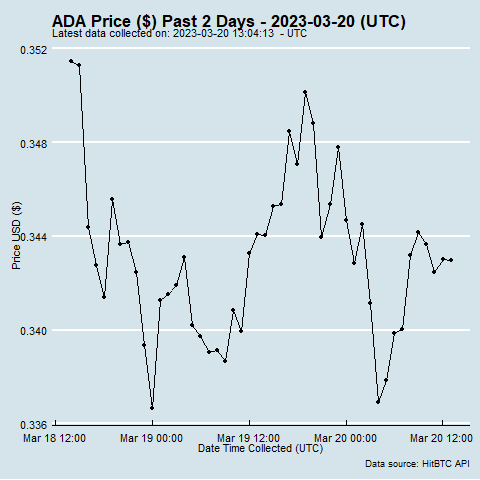 ADA Price ($) Past 2 Days - 2023-03-20 (UTC)
Latest data collected on: 2023-03-20 13:04:13 - UTC
0.352
0.348
0.344
0.340
0.336
Price USD ($)
Mar 18 12:00 Mar 19 00:00 Mar 19 12:00 Mar 20 00:00 Mar 20 12:00
Date Time Collected (UTC)
Data source: HitBTC API